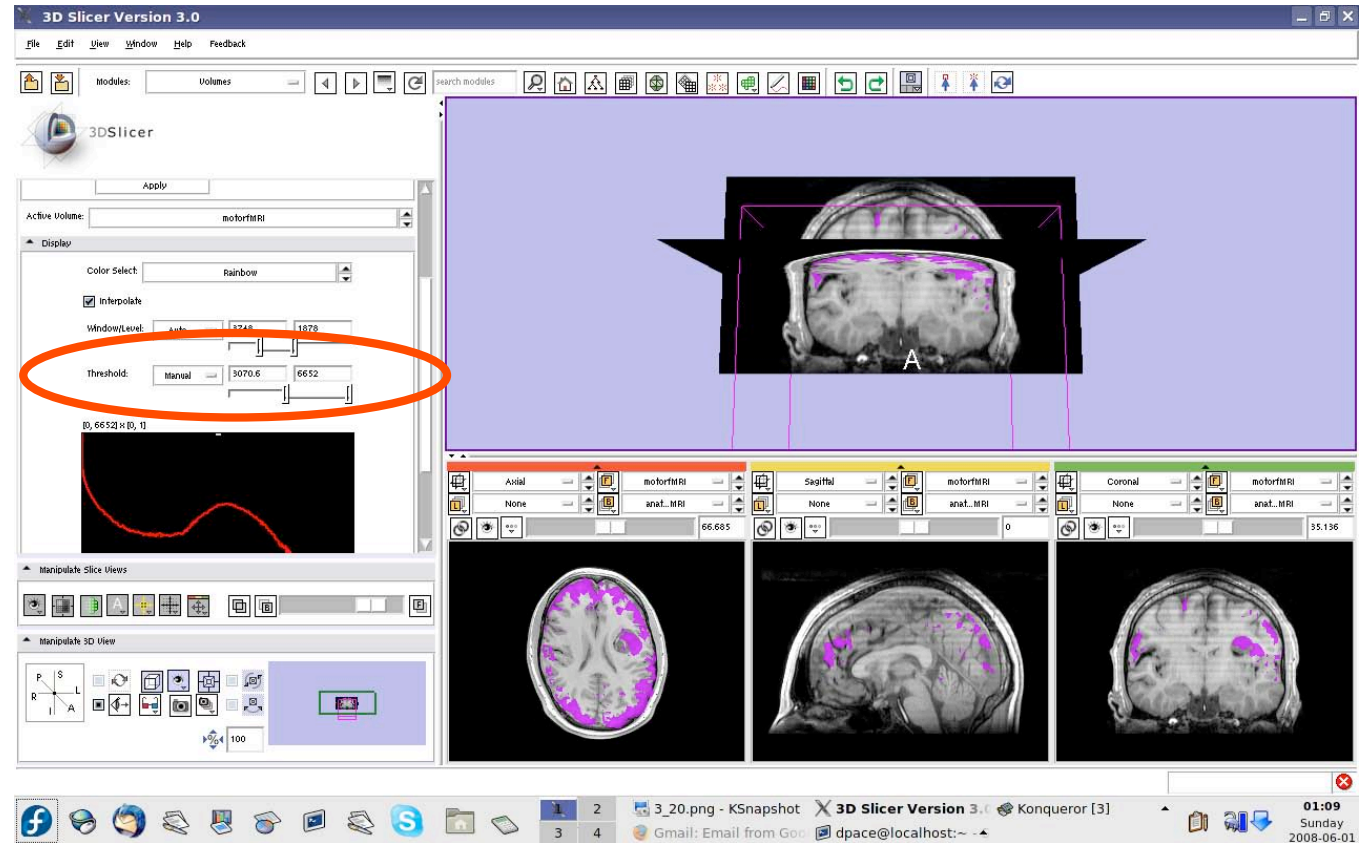 3D Slicer Version 3.0
File Edit View Window Help Feedback
Modules: Volumes search modules
3DSlicer
Apply
Active Volume: motorfMRI
Display
Color Select: Rainbow
Interpolate
Window/Level: Auto 3748 1878
Threshold: Manual 3070.6 6652
[0, 6652] x [0, 1]
A
Axial F motorfMRI
L None B anat...MRI
66.685
Sagittal F motorfMRI
L None B anat...MRI
0
Coronal F motorfMRI
L None B anat...MRI
35.136
Manipulate Slice Views
A B F
Manipulate 3D View
P S
R L
I A
% 100
1 2 3_20.png - KSnapshot 3D Slicer Version 3.0 Konqueror [3] 01:09
3 4 Gmail: Email from Goo dpace@localhost:~ - Sunday
2008-06-01